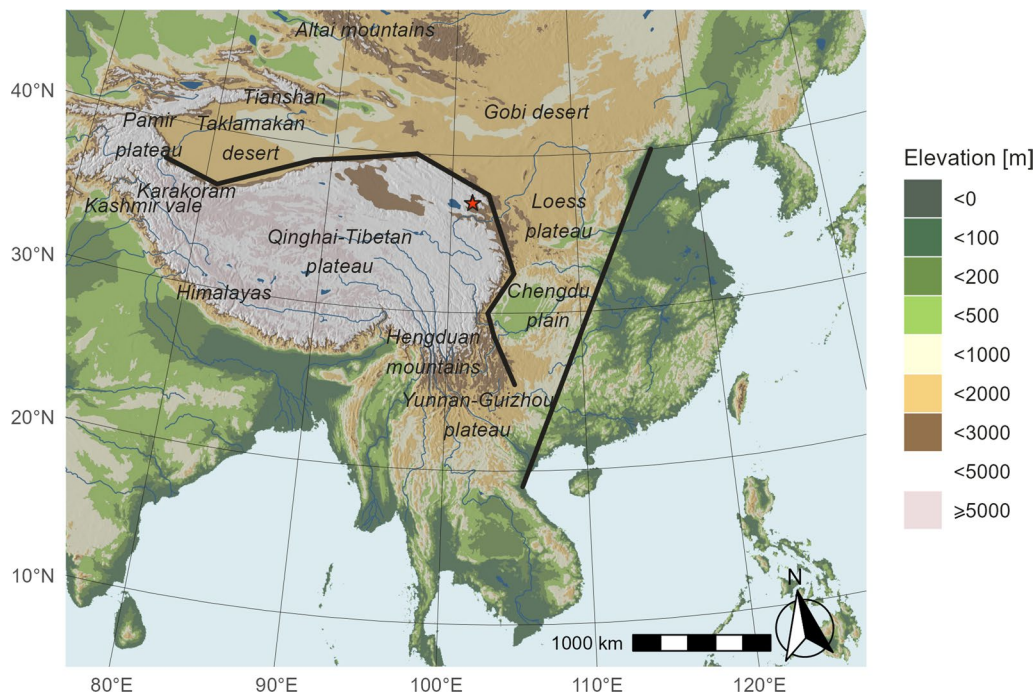 Altai mountains
40°N
Tianshan
Gobi desert
Pamir
plateau
Taklamakan
desert
Elevation [m]
<0
Karakoram
Kashmir vale
Loess
plateau
<100
30°N
Qinghai-Tibetan
plateau
<200
Himalayas
Chengdu
plain
<500
Hengduan
mountains
<1000
Yunnan-Guizhou
plateau
<2000
20°N
<3000
<5000
⩾5000
10°N
N
1000 km
80°E
90°E
100°E
110°E
120°E